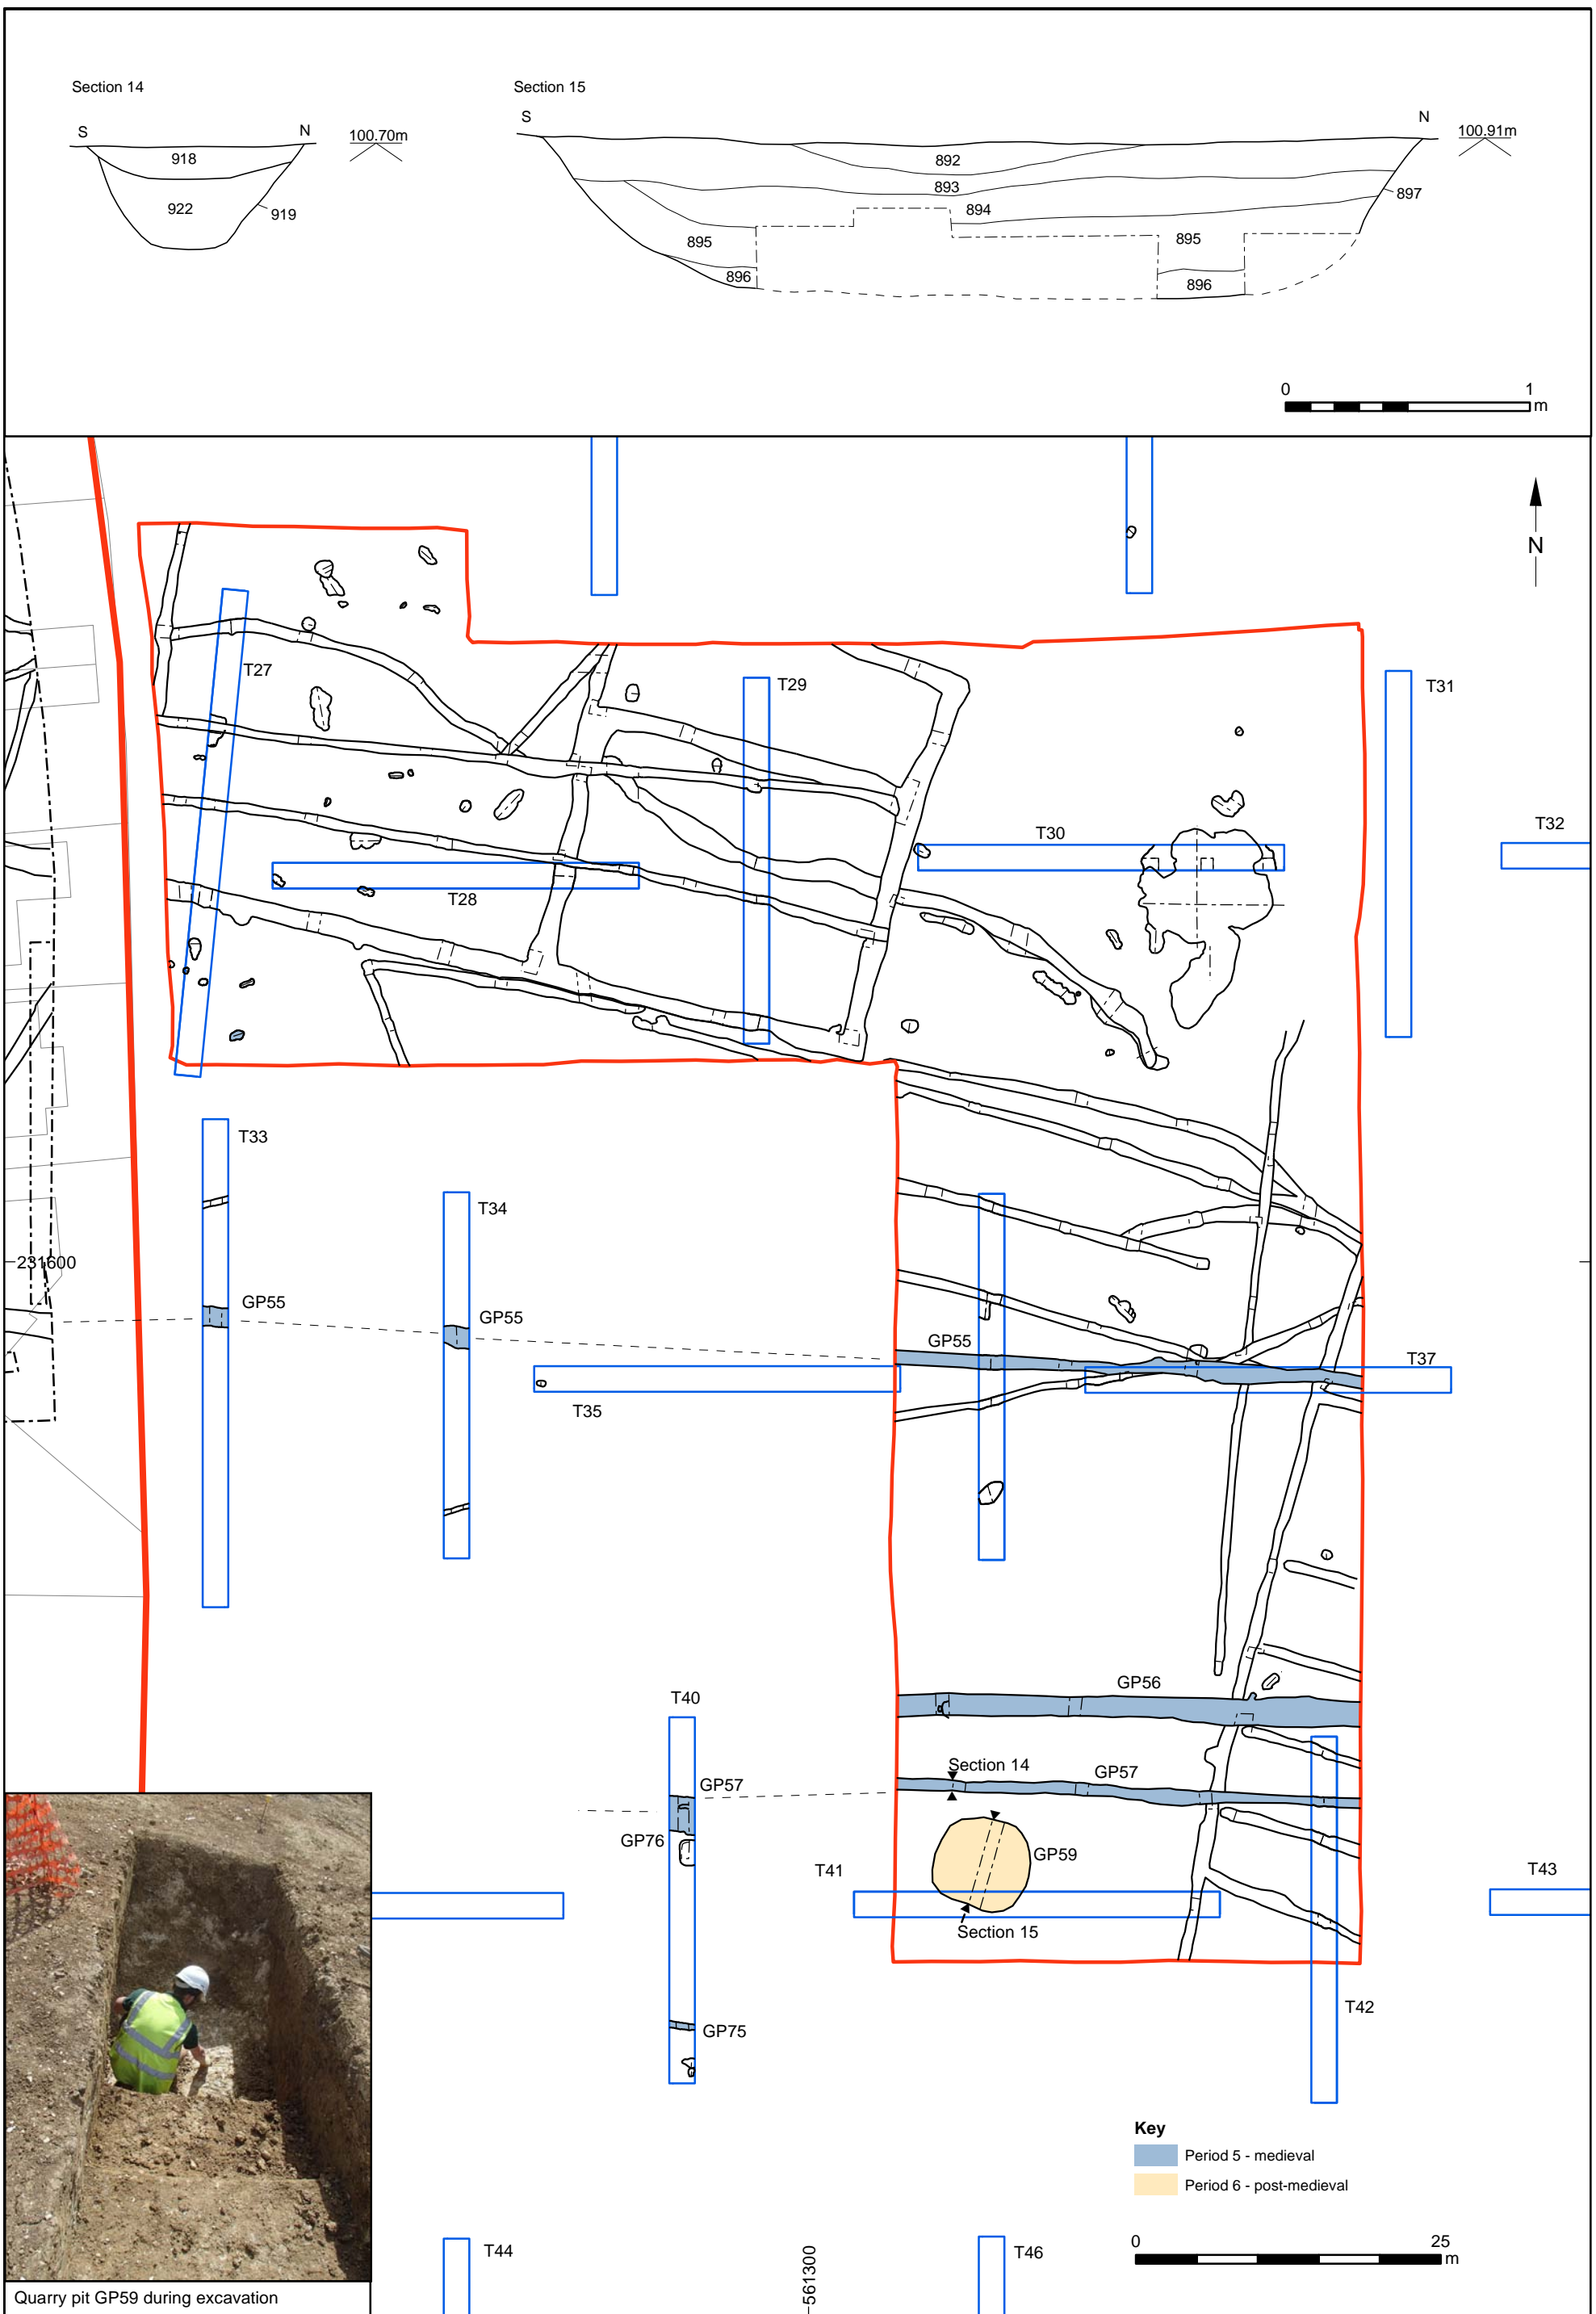 Section 14
Section 15
S
N
100.70m
S
N
100.91m
918
922
919
892
893
894
897
895
895
896
896
0
1
m
N
T27
T29
T31
T30
T32
T28
T33
T34
231600
GP55
GP55
GP55
T37
T35
GP56
T40
Section 14
GP57
GP57
GP76
GP59
T41
T43
Section 15
T42
GP75
Key
Period 5 - medieval
Period 6 - post-medieval
0
25
m
T44
T46
561300
Quarry pit GP59 during excavation